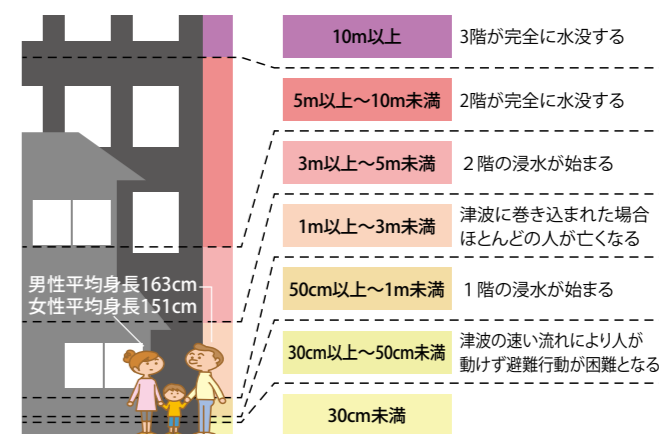 10m以上
3階が完全に水没する
5m以上〜10m未満
2階が完全に水没する
3m以上〜5m未満
２階の浸水が始まる
1m以上〜3m未満
津波に巻き込まれた場合
ほとんどの人が亡くなる
50cm以上〜1m未満
１階の浸水が始まる
30cm以上〜50cm未満
津波の速い流れにより人が
動けず避難行動が困難となる
30cm未満
男性平均身長163cm
女性平均身長151cm